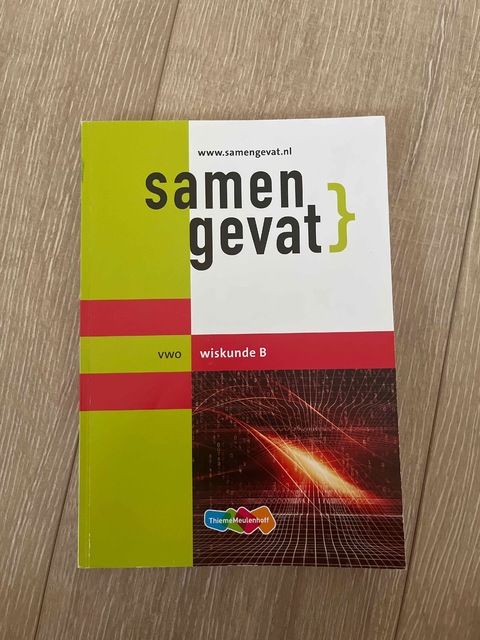 www.samengevat.nl
samen
gevat}
vwo wiskunde B
ThiemeMeulenhoff